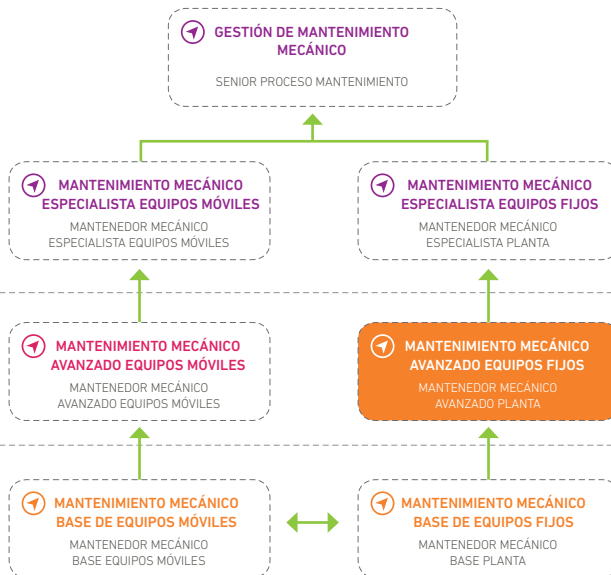 GESTIÓN DE MANTENIMIENTO
MECÁNICO
SENIOR PROCESO MANTENIMIENTO
MANTENIMIENTO MECÁNICO
ESPECIALISTA EQUIPOS MÓVILES
MANTENEDOR MECÁNICO
ESPECIALISTA EQUIPOS MÓVILES
MANTENIMIENTO MECÁNICO
ESPECIALISTA EQUIPOS FIJOS
MANTENEDOR MECÁNICO
ESPECIALISTA PLANTA
MANTENIMIENTO MECÁNICO
AVANZADO EQUIPOS MÓVILES
MANTENEDOR MECÁNICO
AVANZADO EQUIPOS MÓVILES
MANTENIMIENTO MECÁNICO
AVANZADO EQUIPOS FIJOS
MANTENEDOR MECÁNICO
AVANZADO PLANTA
MANTENIMIENTO MECÁNICO
BASE DE EQUIPOS MÓVILES
MANTENEDOR MECÁNICO
BASE EQUIPOS MÓVILES
MANTENIMIENTO MECÁNICO
BASE DE EQUIPOS FIJOS
MANTENEDOR MECÁNICO
BASE PLANTA